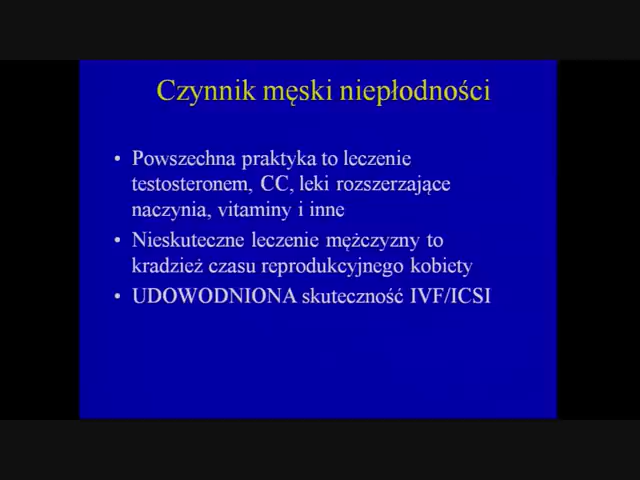 Czynnik męski niepłodności
• Powszechna praktyka to leczenie
testosteronem, CC, leki rozszerzające
naczynia, vitaminy i inne
• Nieskuteczne leczenie mężczyzny to
kradzież czasu reprodukcyjnego kobiety
• UDOWODNIONA skuteczność IVF/ICSI